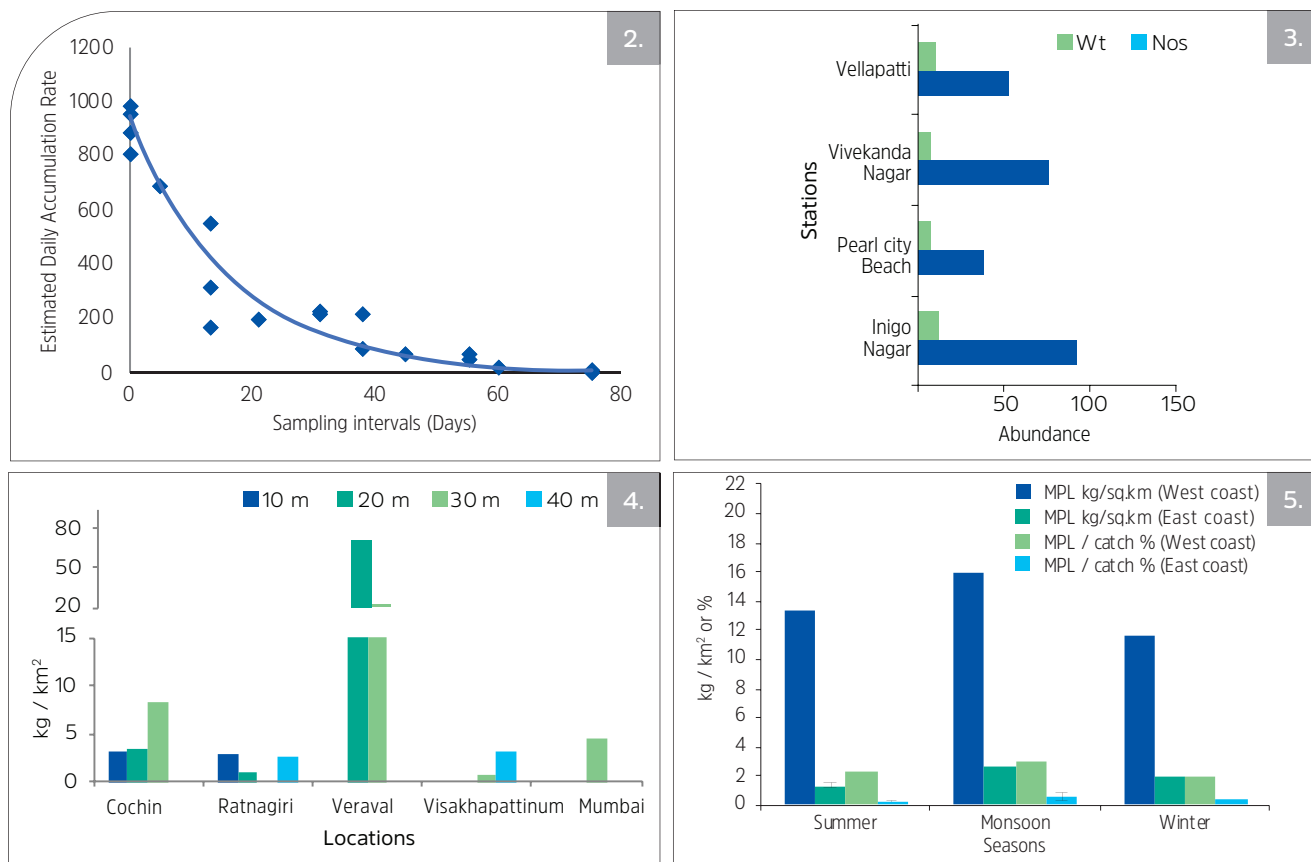 2.
1200
1000
800
600
400
200
0
0 20 40 60 80
Estimated Daily Accumulation Rate
Sampling intervals (Days)
3.
Wt Nos
Stations
Vellapatti
Vivekanda
Nagar
Pearl city
Beach
Inigo
Nagar
50 100 150
Abundance
4.
10 m 20 m 30 m 40 m
80
50
20
15
10
5
0
kg / km²
Cochin Ratnagiri Veraval Visakhapattinum Mumbai
Locations
5.
MPL kg/sq.km (West coast)
MPL kg/sq.km (East coast)
MPL / catch % (West coast)
MPL / catch % (East coast)
22
20
18
16
14
12
10
8
6
4
2
0
kg / km² or %
Summer Monsoon Winter
Seasons